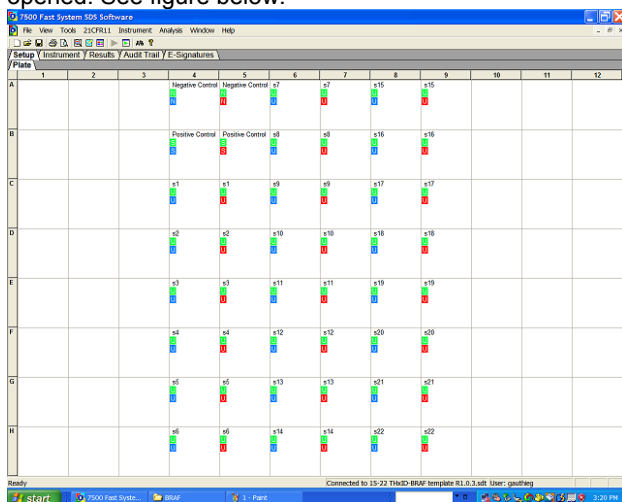 opened. See figure below.
7500 Fast System SDS Software
File View Tools 21CFR11 Instrument Analysis Window Help
Setup Instrument Results Audit Trail E-Signatures
Plate
1 2 3 4 5 6 7 8 9 10 11 12
A Negative Control Negative Control s7 s7 s15 s15
N N U U U U
N N U U U U
B Positive Control Positive Control s8 s8 s16 s16
S S U U U U
S S U U U U
C s1 s1 s9 s9 s17 s17
U U U U U U
U U U U U U
D s2 s2 s10 s10 s18 s18
U U U U U U
U U U U U U
E s3 s3 s11 s11 s19 s19
U U U U U U
U U U U U U
F s4 s4 s12 s12 s20 s20
U U U U U U
U U U U U U
G s5 s5 s13 s13 s21 s21
U U U U U U
U U U U U U
H s6 s6 s14 s14 s22 s22
U U U U U U
U U U U U U
Ready Connected to 15-22 THxID-BRAF template R1.0.3.sdt User: gauthieg
start 7500 Fast Syste... BRAF 1 - Paint 3:20 PM